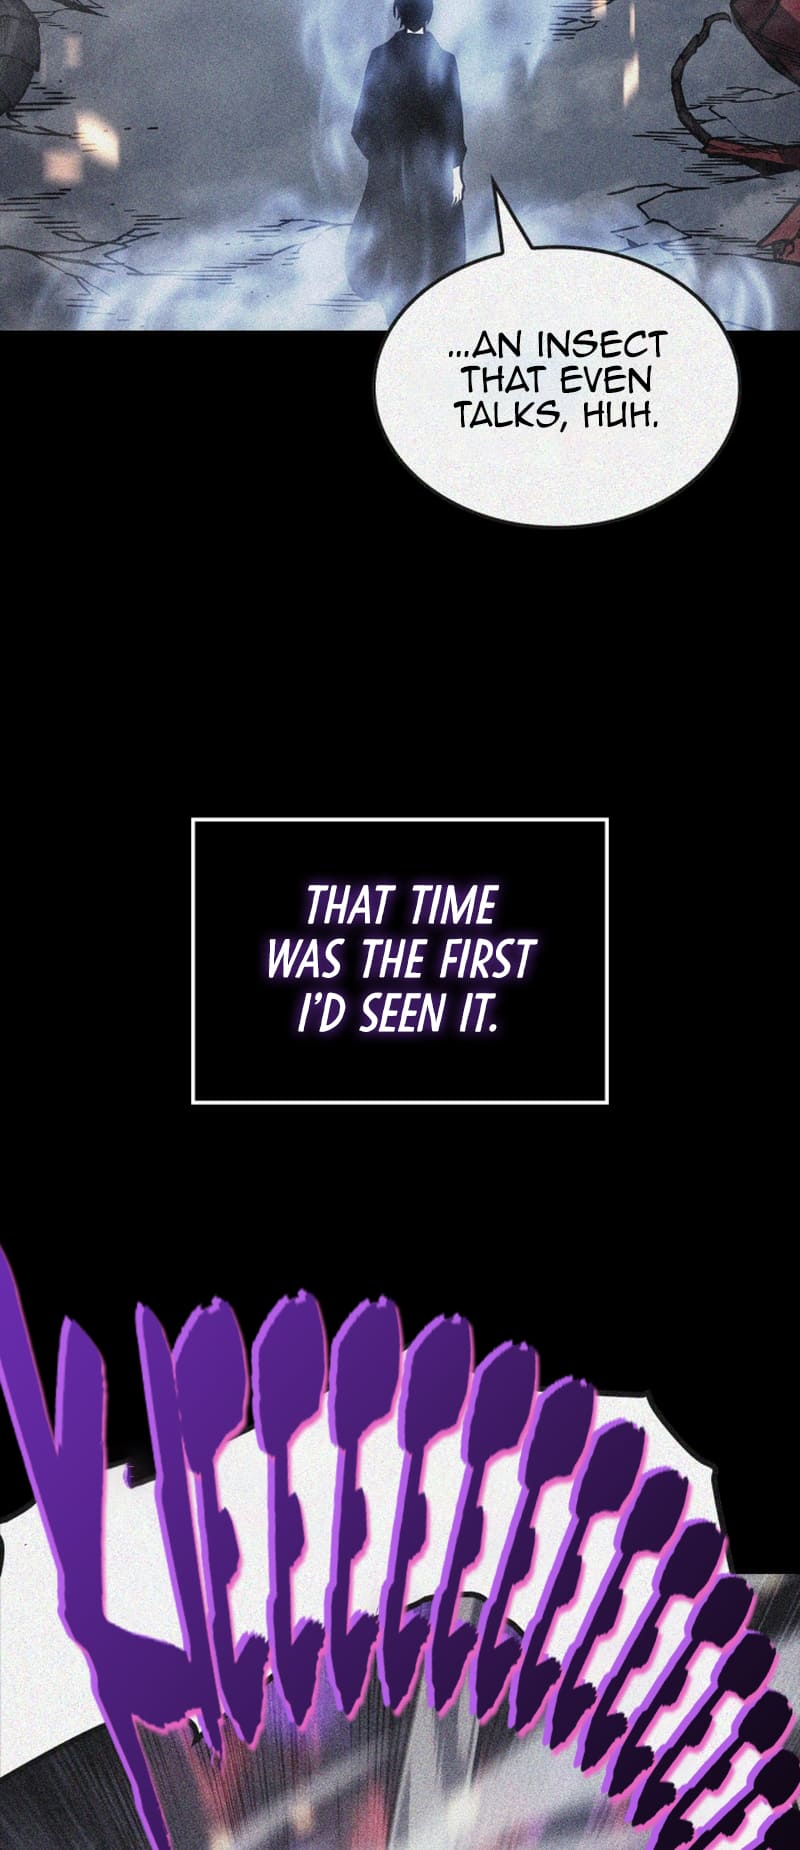 ...AN INSECT
THAT EVEN
TALKS, HUH.
THAT TIME
WAS THE FIRST
I'D SEEN IT.